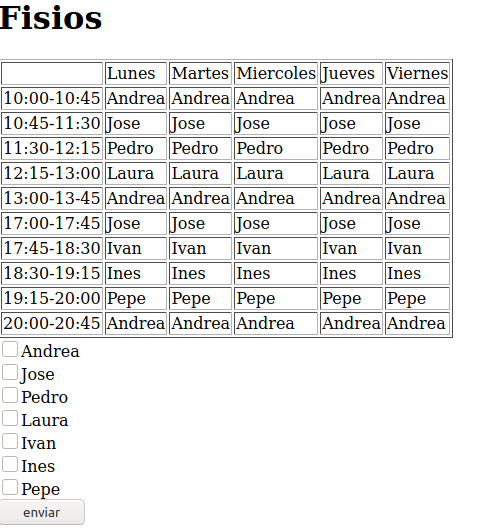 Fisios
Lunes Martes Miercoles Jueves Viernes
10:00-10:45 Andrea Andrea Andrea Andrea Andrea
10:45-11:30 Jose Jose Jose Jose Jose
11:30-12:15 Pedro Pedro Pedro Pedro Pedro
12:15-13:00 Laura Laura Laura Laura Laura
13:00-13-45 Andrea Andrea Andrea Andrea Andrea
17:00-17:45 Jose Jose Jose Jose Jose
17:45-18:30 Ivan Ivan Ivan Ivan Ivan
18:30-19:15 Ines Ines Ines Ines Ines
19:15-20:00 Pepe Pepe Pepe Pepe Pepe
20:00-20:45 Andrea Andrea Andrea Andrea Andrea
Andrea
Jose
Pedro
Laura
Ivan
Ines
Pepe
enviar